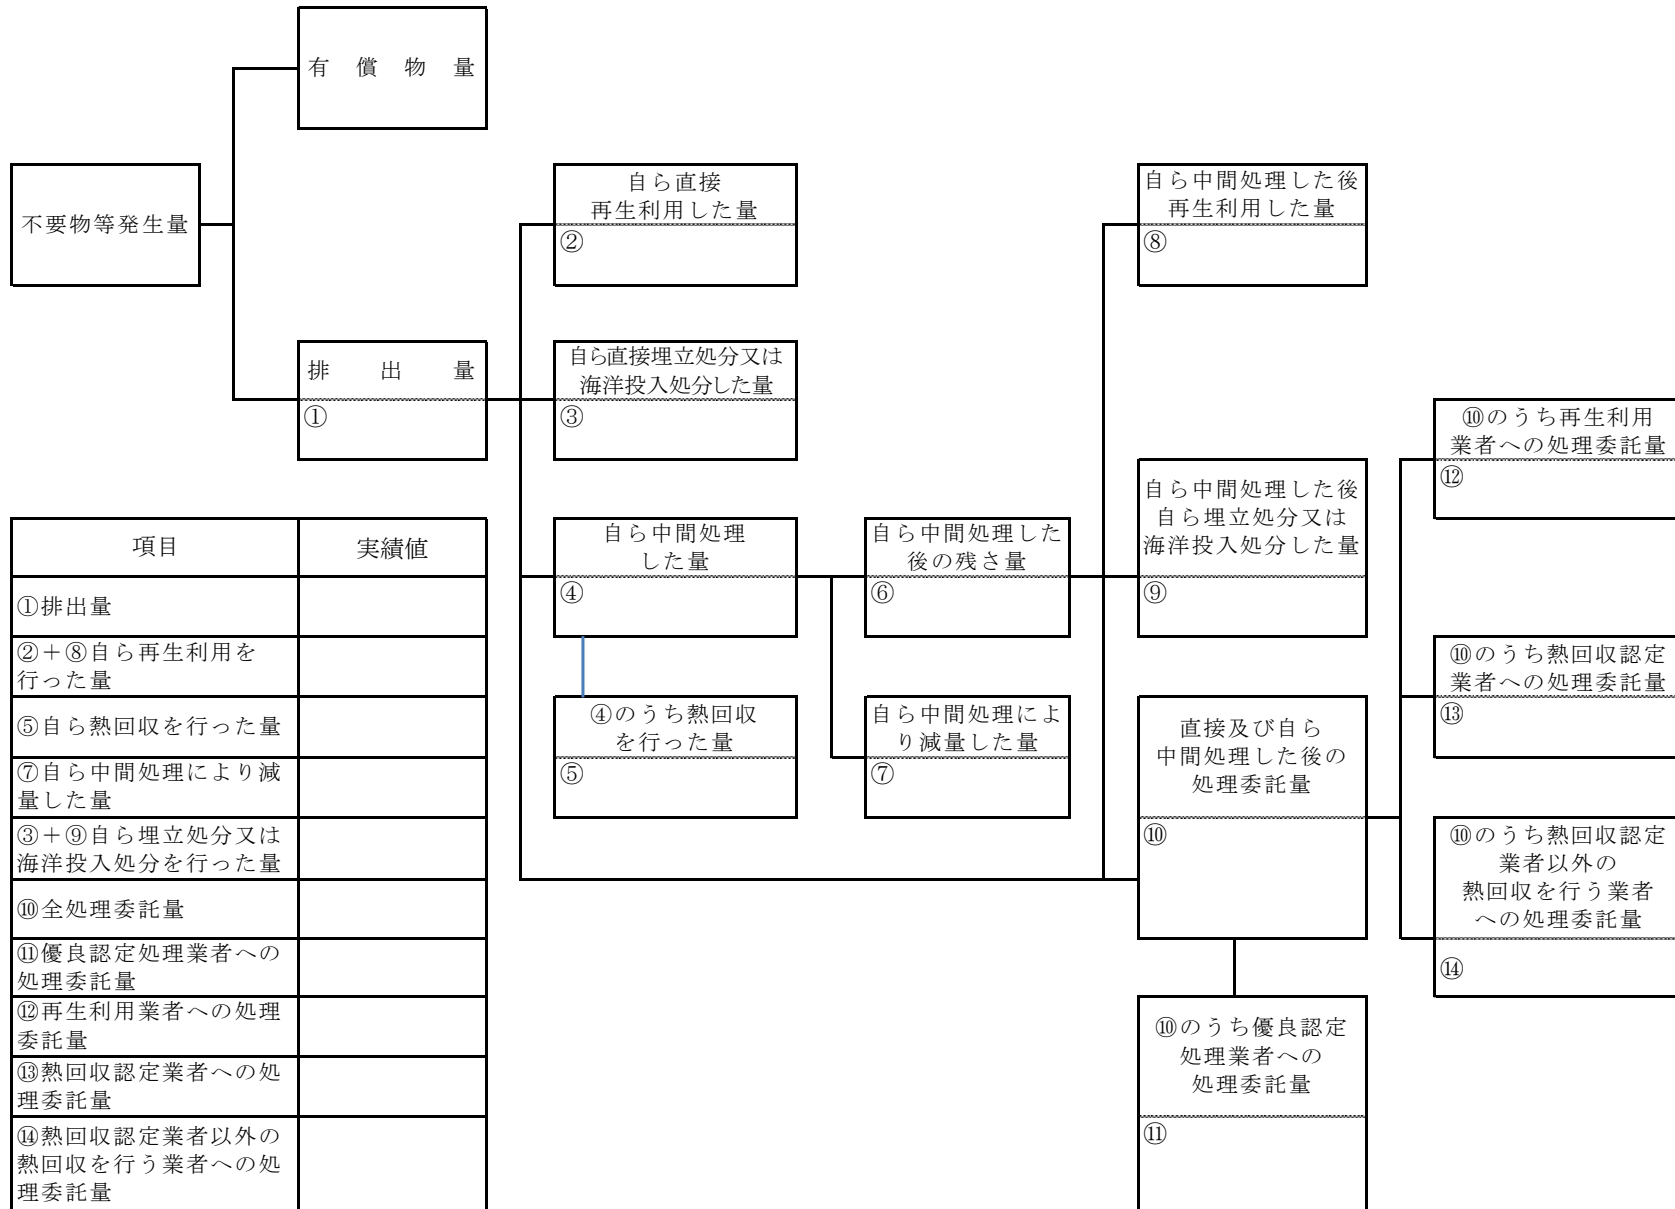 有償物量
不要物等発生量
自ら直接
再生利用した量
②
自ら中間処理した後
再生利用した量
⑧
排出量
①
自ら直接埋立処分又は
海洋投入処分した量
③
⑩のうち再生利用
業者への処理委託量
⑫
自ら中間処理した後
自ら埋立処分又は
海洋投入処分した量
⑨
自ら中間処理
した量
④
自ら中間処理した
後の残さ量
⑥
④のうち熱回収
を行った量
⑤
自ら中間処理によ
り減量した量
⑦
直接及び自ら
中間処理した後の
処理委託量
⑩
⑩のうち熱回収認定
業者への処理委託量
⑬
⑩のうち熱回収認定
業者以外の
熱回収を行う業者
への処理委託量
⑭
⑩のうち優良認定
処理業者への
処理委託量
⑪
項目
実績値
①排出量
②＋⑧自ら再生利用を
行った量
⑤自ら熱回収を行った量
⑦自ら中間処理により減
量した量
③＋⑨自ら埋立処分又は
海洋投入処分を行った量
⑩全処理委託量
⑪優良認定処理業者への
処理委託量
⑫再生利用業者への処理
委託量
⑬熱回収認定業者への処
理委託量
⑭熱回収認定業者以外の
熱回収を行う業者への処
理委託量